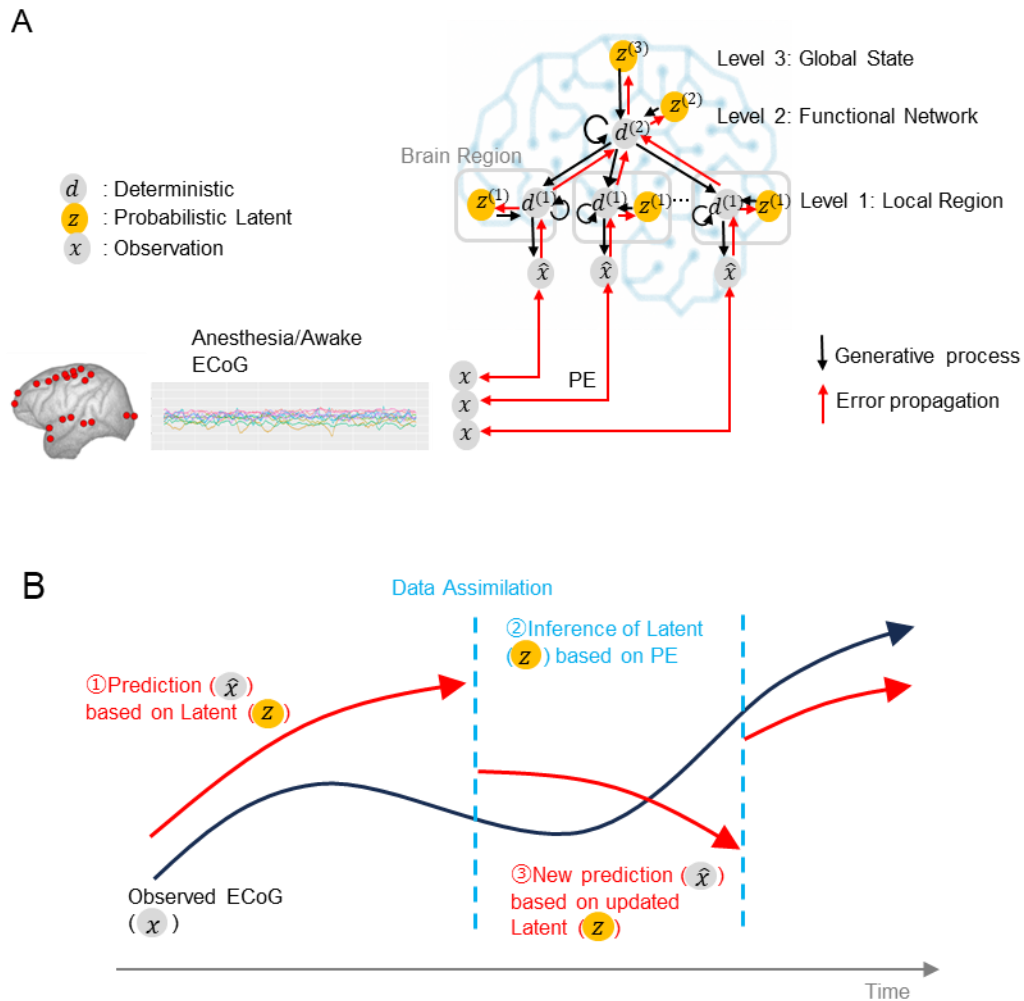 A
z(3)
Level 3: Global State
z(2)
Level 2: Functional Network
d(2)
Brain Region
d : Deterministic
z : Probabilistic Latent
x : Observation
z(1) d(1) d(1) z(1) ... d(1) z(1)
Level 1: Local Region
x̂ x̂ x̂
Anesthesia/Awake
ECoG
Generative process
Error propagation
PE
x
x
x
B
Data Assimilation
②Inference of Latent
(z) based on PE
①Prediction (x̂)
based on Latent (z)
Observed ECoG
(x)
③New prediction (x̂)
based on updated
Latent (z)
Time